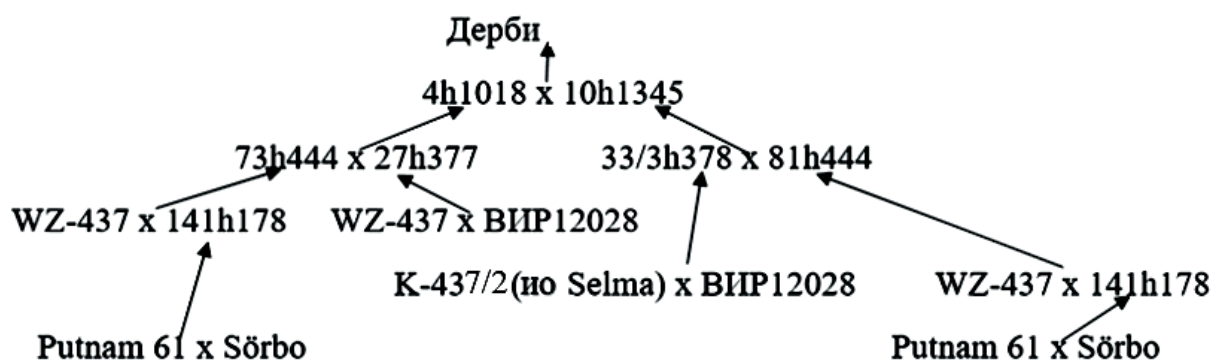 Дерби
4h1018 x 10h1345
73h444 x 27h377 33/3h378 x 81h444
WZ-437 x 141h178 WZ-437 x ВИР12028
К-437/2(ио Selma) x ВИР12028 WZ-437 x 141h178
Putnam 61 x Sörbo Putnam 61 x Sörbo